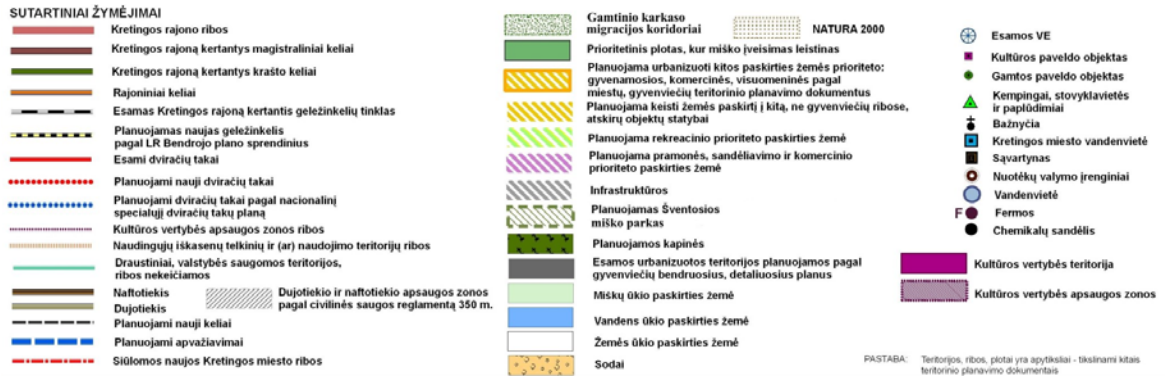 SUTARTINIAI ŽYMĖJIMAI
Kretingos rajono ribos
Kretingos rajoną kertantys magistraliniai keliai
Kretingos rajoną kertantys krašto keliai
Rajoniniai keliai
Esamas Kretingos rajoną kertantis geležinkelių tinklas
Planuojamas naujas geležinkelis
pagal LR Bendrojo plano sprendinius
Esami dviračių takai
Planuojami nauji dviračių takai
Planuojami dviračių takai pagal nacionalinį
specialųjį dviračių takų planą
Kultūros vertybės apsaugos zonos ribos
Naudingųjų iškasenų telkinių ir (ar) naudojimo teritorijų ribos
Draustiniai, valstybės saugomos teritorijos,
ribos nekeičiamos
Naftotiekis
Dujotiekis
Dujotiekio ir naftotiekio apsaugos zonos
pagal civilinės saugos reglamentą 350 m.
Planuojami nauji keliai
Planuojami apvažiavimai
Siūlomos naujos Kretingos miesto ribos
Gamtinio karkaso
migracijos koridoriai
NATURA 2000
Prioritetinis plotas, kur miško įveisimas leistinas
Planuojama urbanizuoti kitos paskirties žemės prioriteto:
gyvenamosios, komercinės, visuomeninės pagal
miestų, gyvenviečių teritorinio planavimo dokumentus
Planuojama keisti žemės paskirtį į kitą, ne gyvenviečių ribose,
atskirų objektų statybai
Planuojama rekreacinio prioriteto paskirties žemė
Planuojama pramonės, sandėliavimo ir komercinio
prioriteto paskirties žemė
Infrastruktūros
Planuojamas Šventosios
miško parkas
Planuojamos kapinės
Esamos urbanizuotos teritorijos planuojamos pagal
gyvenviečių bendruosius, detaliuosius planus
Miškų ūkio paskirties žemė
Vandens ūkio paskirties žemė
Žemės ūkio paskirties žemė
Sodai
Esamos VE
Kultūros paveldo objektas
Gamtos paveldo objektas
Kempingai, stovyklavietės
ir paplūdimiai
Bažnyčia
Kretingos miesto vandenvietė
Sąvartynas
Nuotėkų valymo įrenginiai
Vandenvietė
F Fermos
Chemikalų sandėlis
Kultūros vertybės teritorija
Kultūros vertybės apsaugos zonos
PASTABA: Teritorijos, ribos, plotai yra apytiksliai - tikslinami kitais
teritorinio planavimo dokumentais